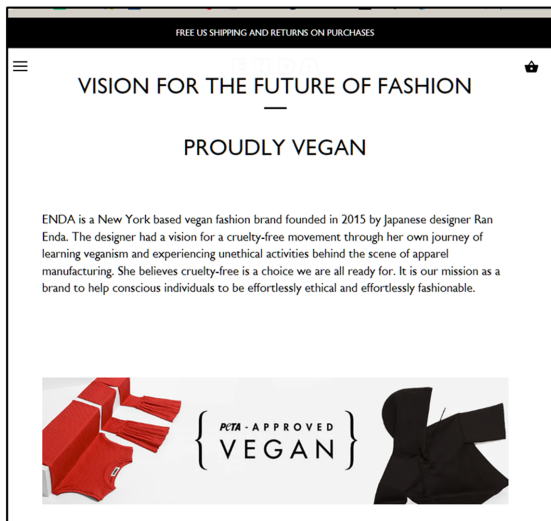 FREE US SHIPPING AND RETURNS ON PURCHASES
ENDA
VISION FOR THE FUTURE OF FASHION
PROUDLY VEGAN
ENDA is a New York based vegan fashion brand founded in 2015 by Japanese designer Ran
Enda. The designer had a vision for a cruelty-free movement through her own journey of
learning veganism and experiencing unethical activities behind the scene of apparel
manufacturing. She believes cruelty-free is a choice we are all ready for. It is our mission as a
brand to help conscious individuals to be effortlessly ethical and effortlessly fashionable.
PETA - APPROVED
VEGAN